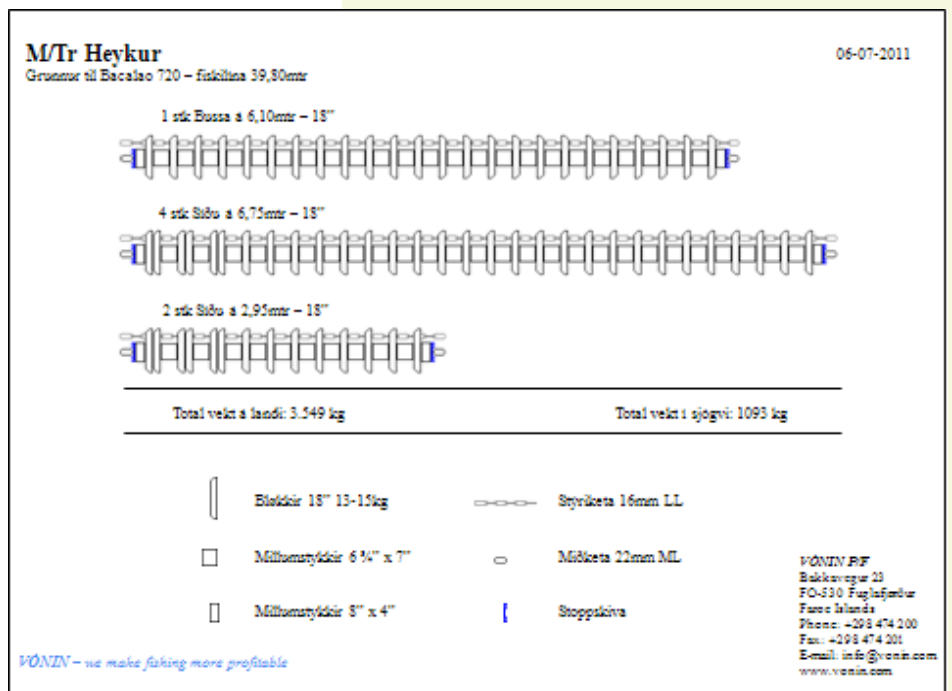 M/Tr Heykur
06-07-2011
Grunnur til Bacalao 720 – fiskilina 39,80mtr
1 stk Bussa á 6,10mtr – 18"
4 stk Síðu á 6,75mtr – 18"
2 stk Síðu á 2,95mtr – 18"
Total vekt á landi: 3.549 kg
Total vekt í sjógvi: 1093 kg
Bløkkir 18" 13-15kg
Stýriketa 16mm LL
Millumstykkir 6 ¾" x 7"
Miðketa 22mm ML
Millumstykkir 8" x 4"
Stoppskiva
VÓNIN P/F
Bakkavegur 23
FO-530 Fuglafjørður
Faroe Islands
Phone: +298 474 200
Fax.: +298 474 201
E-mail: info@vonin.com
www.vonin.com
VÓNIN – we make fishing more profitable